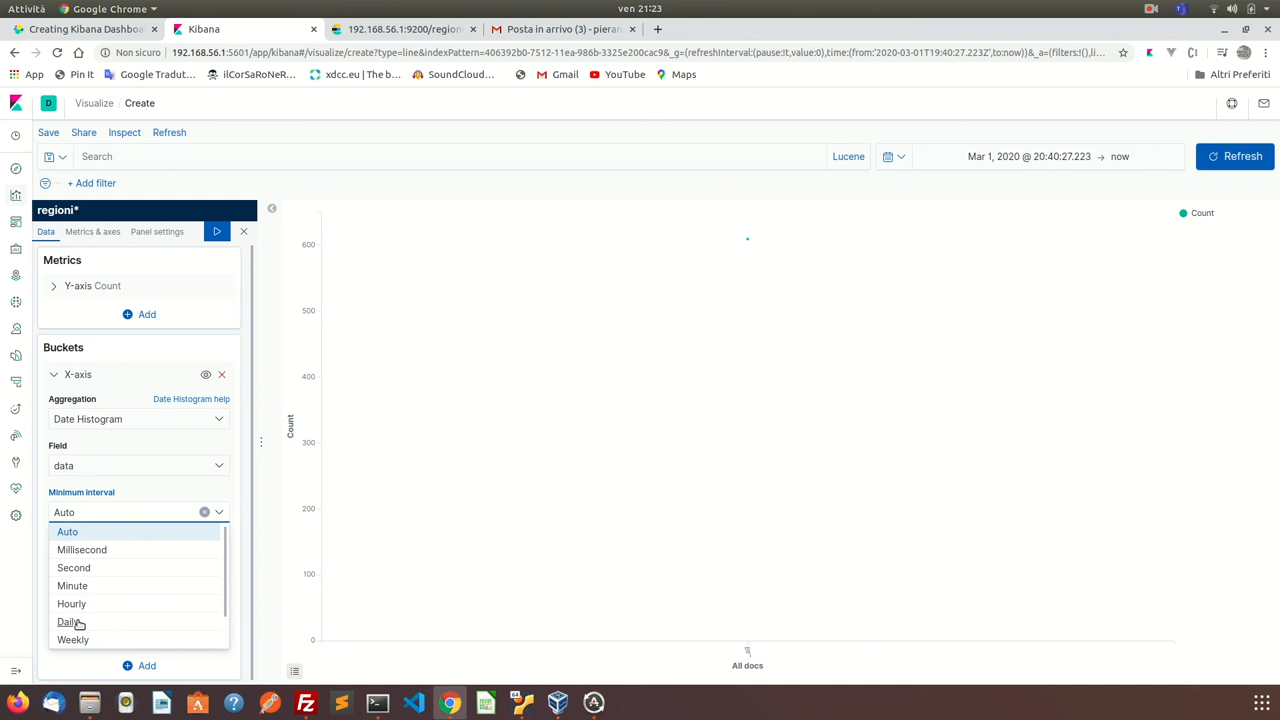 Attività
Google Chrome
ven 21:23
Creating Kibana Dashboa
Kibana
192.168.56.1:9200/region
Posta in arrivo (3) - pieran
Non sicuro
192.168.56.1:5601/app/kibana#/visualize/create?type=line&indexPattern=406392b0-7512-11ea-986b-3325e200cac9&_g=(refreshInterval:(pause:!t,value:0),time:(from:'2020-03-01T19:40:27.223Z',to:now))&_a=(filters:!(),li...
App
Pin It
Google Tradut...
ilCorSaRoNeR...
xdcc.eu | The b...
SoundCloud...
Gmail
YouTube
Maps
Altri Preferiti
D
Visualize / Create
Save
Share
Inspect
Refresh
Search
Lucene
Mar 1, 2020 @ 20:40:27.223 → now
Refresh
+ Add filter
regioni*
Data
Metrics & axes
Panel settings
Metrics
Y-axis Count
Add
Buckets
X-axis
Aggregation
Date Histogram help
Date Histogram
Field
data
Minimum interval
Auto
Auto
Millisecond
Second
Minute
Hourly
Daily
Weekly
Add
Count
600
500
400
300
200
100
0
Count
all
All docs